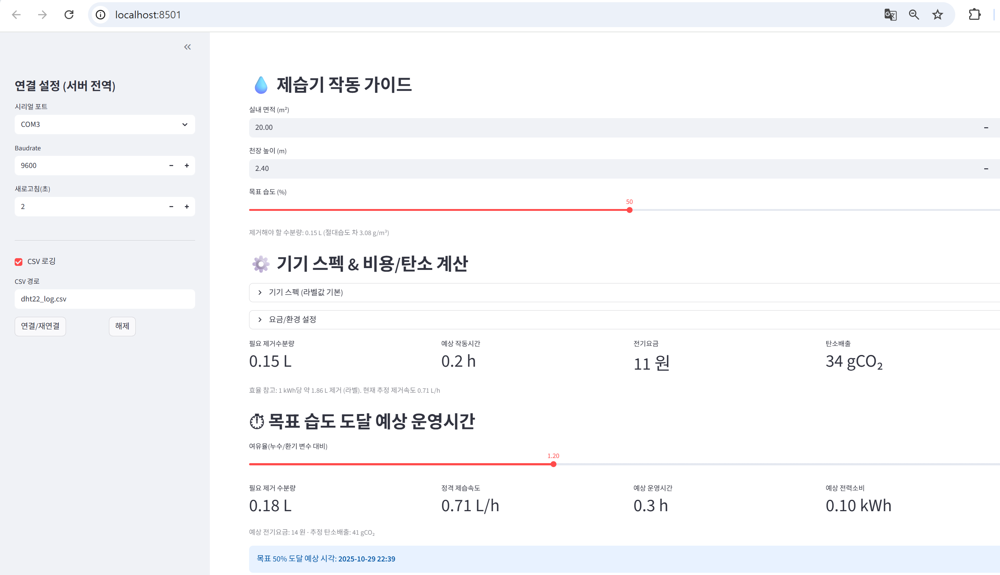 localhost:8501
연결 설정 (서버 전역)
시리얼 포트
COM3
Baudrate
9600
새로고침(초)
2
CSV 로깅
CSV 경로
dht22_log.csv
연결/재연결
해제
제습기 작동 가이드
실내 면적 (m²)
20.00
천장 높이 (m)
2.40
목표 습도 (%)
50
제거해야 할 수분량: 0.15 L (절대습도 차 3.08 g/m³)
기기 스펙 & 비용/탄소 계산
기기 스펙 (라벨값 기본)
요금/환경 설정
필요 제거수분량
0.15 L
예상 작동시간
0.2 h
전기요금
11 원
탄소배출
34 gCO₂
효율 참고: 1 kWh당 약 1.86 L 제거 (라벨). 현재 추정 제거속도 0.71 L/h
목표 습도 도달 예상 운영시간
여유율(누수/환기 변수 대비)
1.20
필요 제거 수분량
0.18 L
정격 제습속도
0.71 L/h
예상 운영시간
0.3 h
예상 전력소비
0.10 kWh
예상 전기요금: 14 원 · 추정 탄소배출: 41 gCO₂
목표 50% 도달 예상 시각: 2025-10-29 22:39